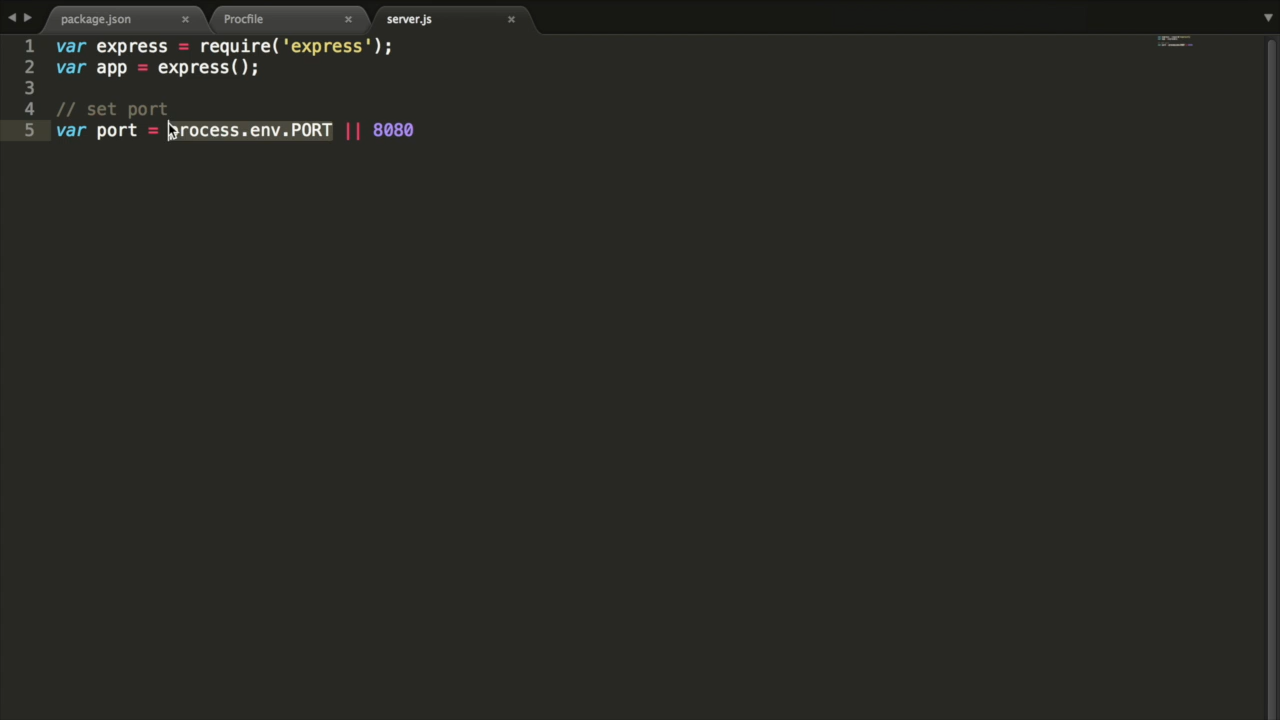 package.json
Procfile
server.js
1 var express = require('express');
2 var app = express();
3
4 // set port
5 var port = process.env.PORT || 8080